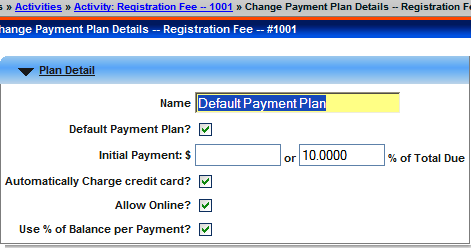 s » Activities » Activity: Registration Fee -- 1001 » Change Payment Plan Details -- Registration F
hange Payment Plan Details -- Registration Fee -- #1001
Plan Detail
Name Default Payment Plan
Default Payment Plan?
Initial Payment: $ or 10.0000 % of Total Due
Automatically Charge credit card?
Allow Online?
Use % of Balance per Payment?